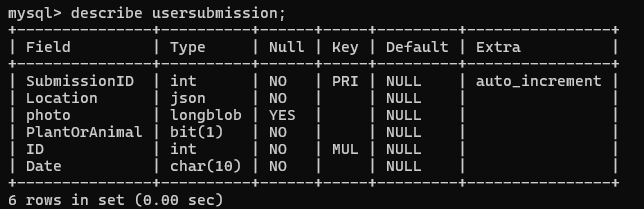 mysql> describe usersubmission;
+--------------+----------+------+-----+---------+----------------+
| Field        | Type     | Null | Key | Default | Extra          |
+--------------+----------+------+-----+---------+----------------+
| SubmissionID | int      | NO   | PRI | NULL    | auto_increment |
| Location     | json     | NO   |     | NULL    |                |
| photo        | longblob | YES  |     | NULL    |                |
| PlantOrAnimal | bit(1)   | NO   |     | NULL    |                |
| ID           | int      | NO   | MUL | NULL    |                |
| Date         | char(10) | NO   |     | NULL    |                |
+--------------+----------+------+-----+---------+----------------+
6 rows in set (0.00 sec)